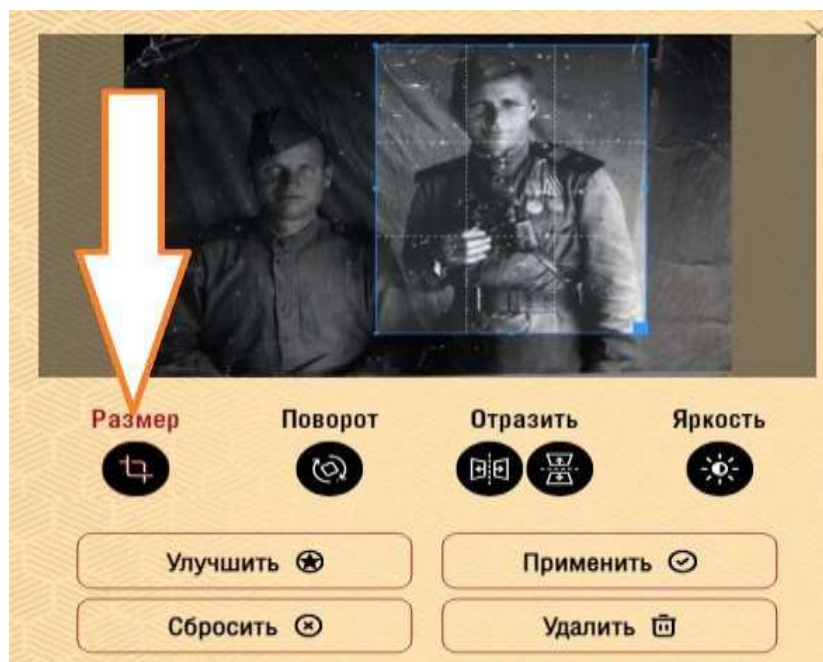 Размер Поворот Отразить Яркость
Улучшить Применить
Сбросить Удалить